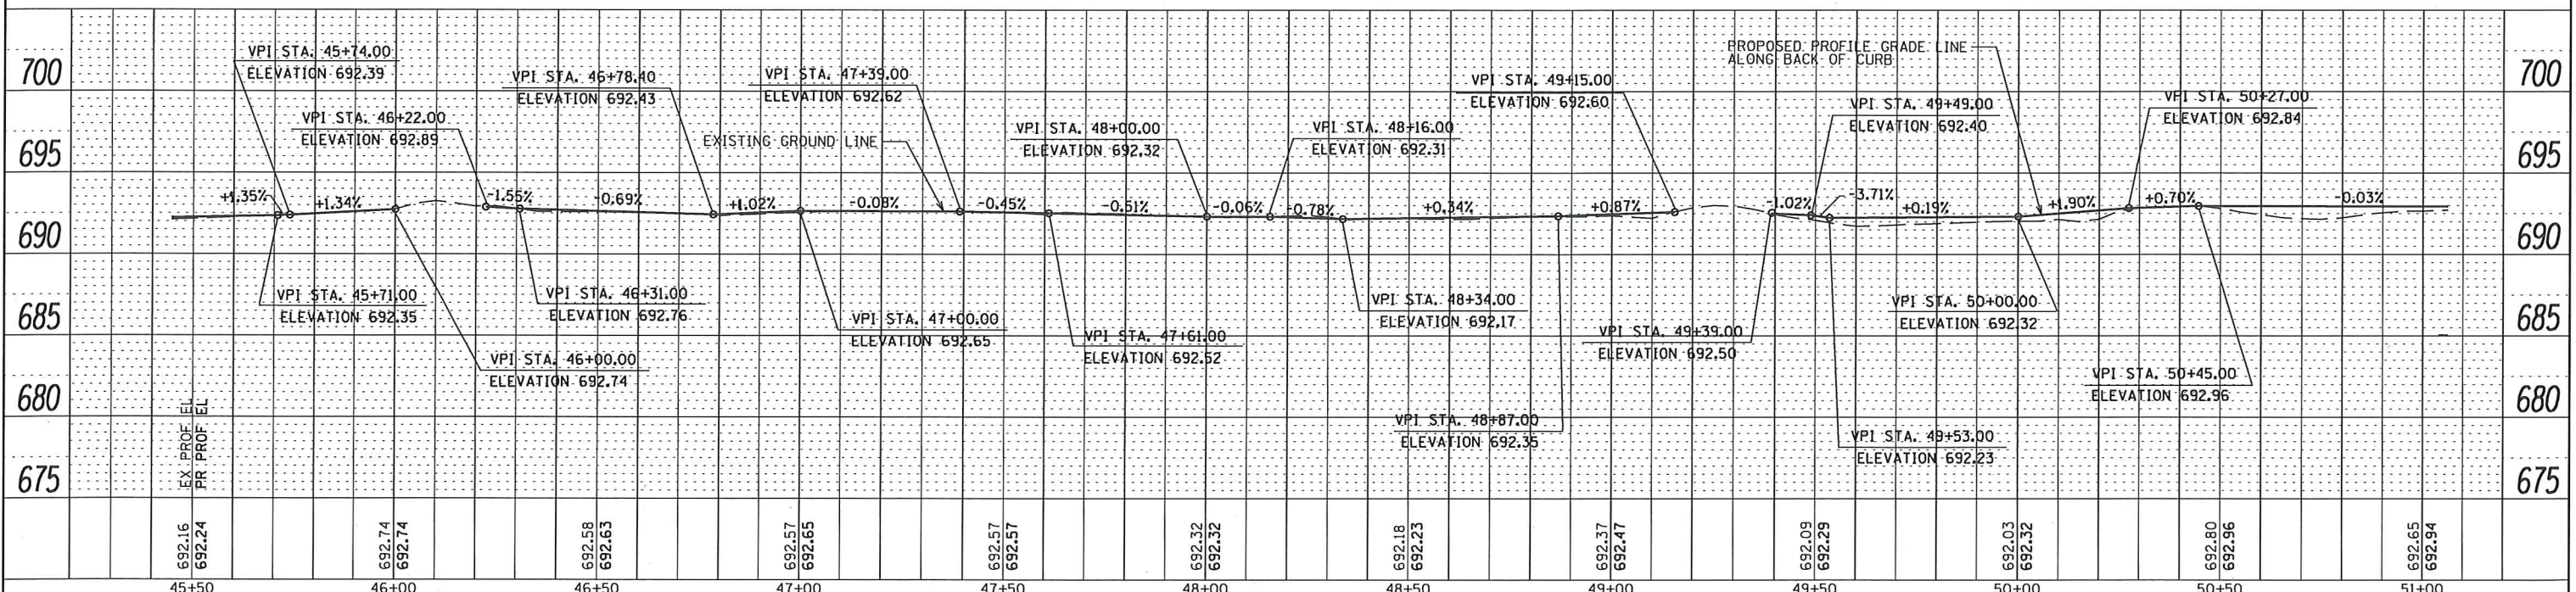 700
695
690
685
680
675
VPI STA. 45+74.00
ELEVATION 692.39
VPI STA. 46+22.00
ELEVATION 692.89
VPI STA. 46+78.40
ELEVATION 692.43
VPI STA. 47+39.00
ELEVATION 692.62
EXISTING GROUND LINE
VPI STA. 48+00.00
ELEVATION 692.32
VPI STA. 48+16.00
ELEVATION 692.31
VPI STA. 49+15.00
ELEVATION 692.60
PROPOSED PROFILE GRADE LINE
ALONG BACK OF CURB
VPI STA. 49+49.00
ELEVATION 692.40
VPI STA. 50+27.00
ELEVATION 692.84
+1.35%
+1.34%
-1.55%
-0.69%
+1.02%
-0.08%
-0.45%
-0.51%
-0.06%
-0.78%
+0.34%
+0.87%
-1.02%
-3.71%
+0.19%
+1.90%
+0.70%
-0.03%
VPI STA. 45+71.00
ELEVATION 692.35
VPI STA. 46+00.00
ELEVATION 692.74
VPI STA. 46+31.00
ELEVATION 692.76
VPI STA. 47+00.00
ELEVATION 692.65
VPI STA. 47+61.00
ELEVATION 692.52
VPI STA. 48+34.00
ELEVATION 692.17
VPI STA. 48+87.00
ELEVATION 692.35
VPI STA. 49+39.00
ELEVATION 692.50
VPI STA. 49+53.00
ELEVATION 692.23
VPI STA. 50+00.00
ELEVATION 692.32
VPI STA. 50+45.00
ELEVATION 692.96
700
695
690
685
680
675
EX PROF EL
PR PROF EL
692.16
692.24
692.74
692.74
692.58
692.63
692.57
692.65
692.57
692.57
692.32
692.32
692.18
692.23
692.37
692.47
692.09
692.29
692.03
692.32
692.80
692.96
692.65
692.94
45+50
46+00
46+50
47+00
47+50
48+00
48+50
49+00
49+50
50+00
50+50
51+00